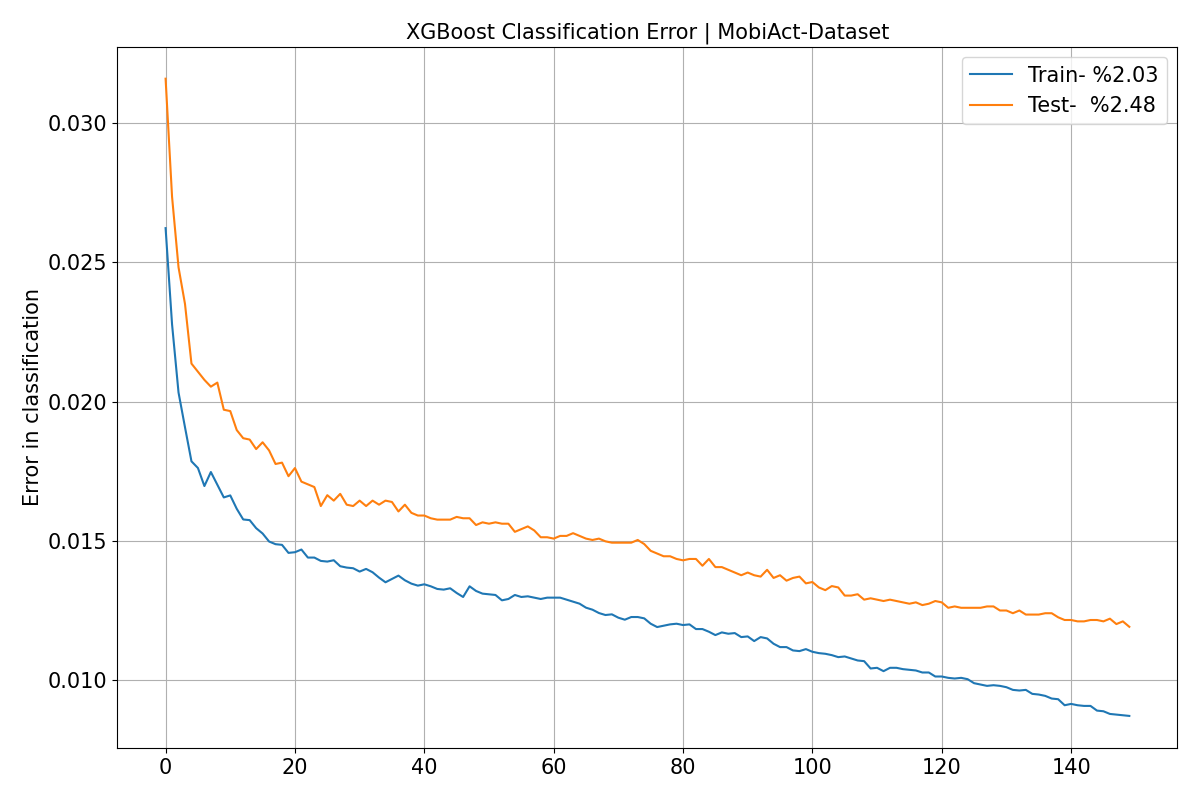 XGBoost Classification Error | MobiAct-Dataset
Train- %2.03
Test-  %2.48
Error in classification
0.030
0.025
0.020
0.015
0.010
0 20 40 60 80 100 120 140